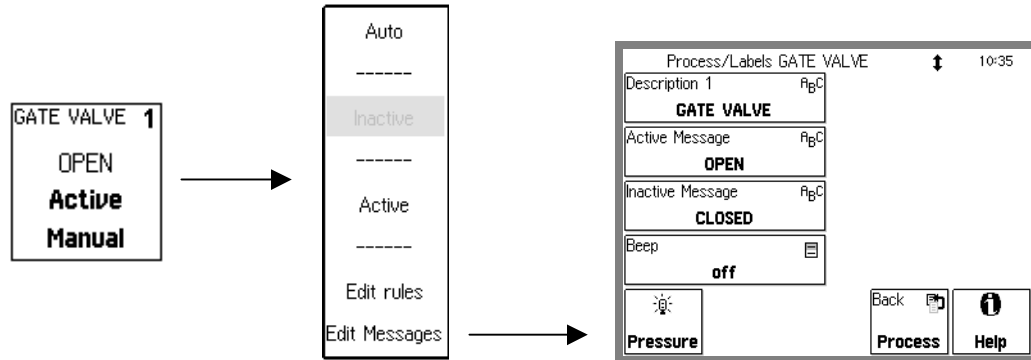 GATE VALVE 1
OPEN
Active
Manual
Auto
------
Inactive
------
Active
------
Edit rules
Edit Messages
Process/Labels GATE VALVE 10:35
Description 1 ABC
GATE VALVE
Active Message ABC
OPEN
Inactive Message ABC
CLOSED
Beep
off
Pressure
Back
Process
Help